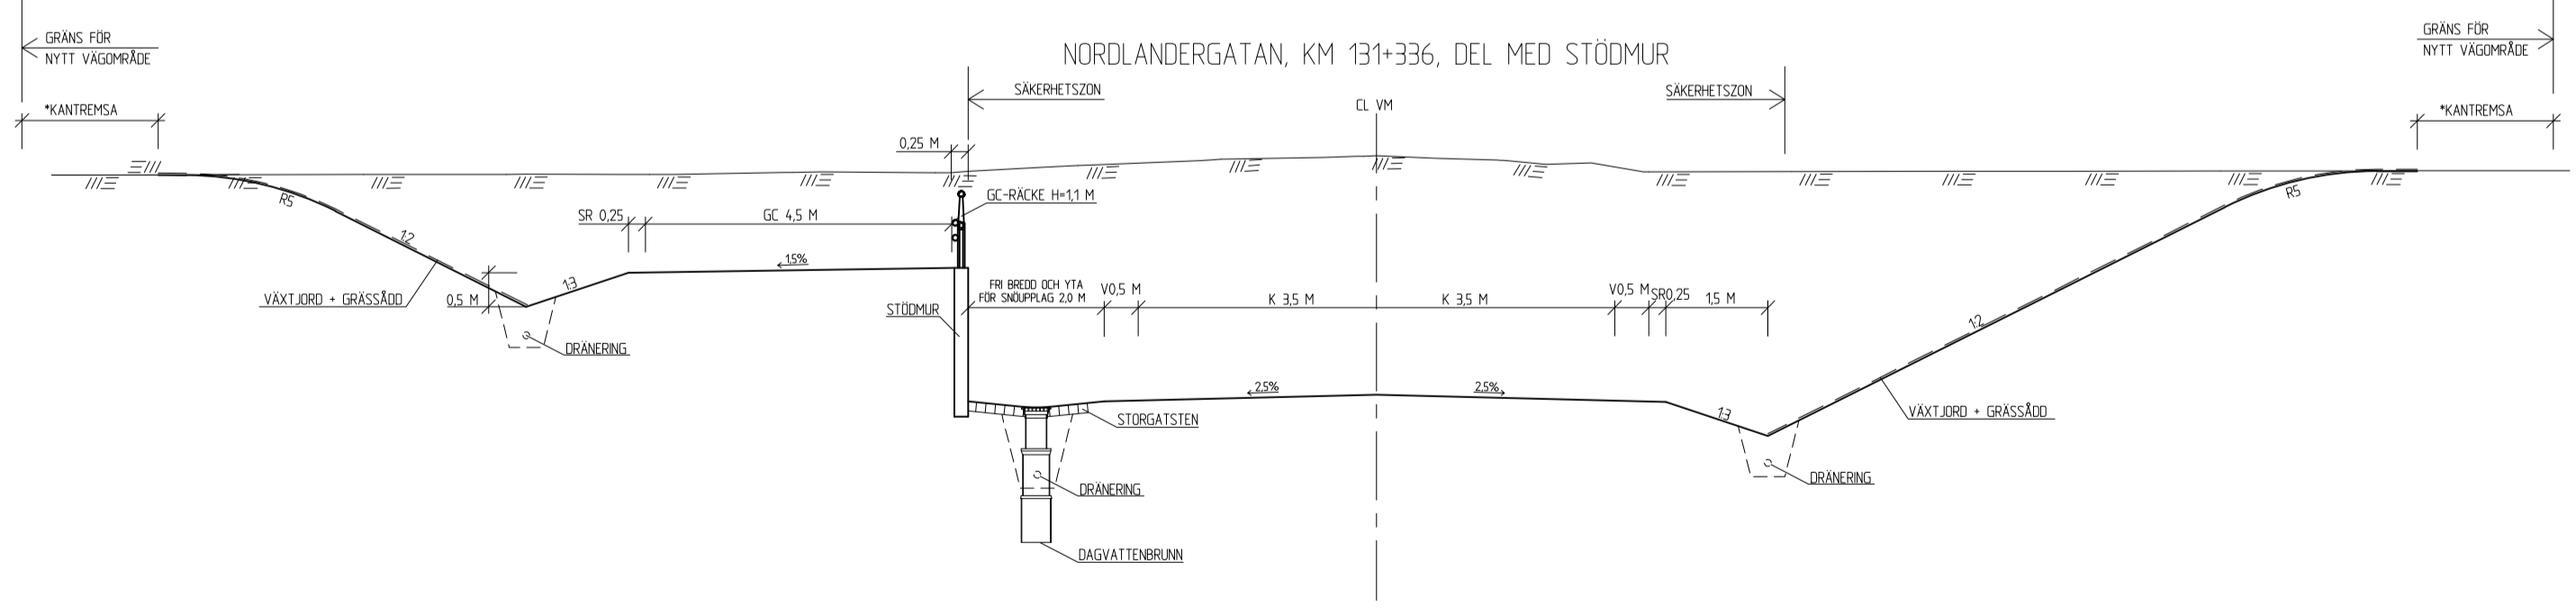 GRÄNS FÖR
NYTT VÄGOMRÅDE
*KANTREMSA
NORDLANDERGATAN, KM 131+336, DEL MED STÖDMUR
GRÄNS FÖR
NYTT VÄGOMRÅDE
*KANTREMSA
SÄKERHETSZON
SÄKERHETSZON
CL VM
0,25 M
GC-RÄCKE H=1,1 M
R5
1:2
SR 0,25
GC 4,5 M
1,5%
1:3
0,5 M
VÄXTJORD + GRÄSSÅDD
DRÄNERING
STÖDMUR
FRI BREDD OCH YTA
FÖR SNÖUPPLAG 2,0 M
V0,5 M
K 3,5 M
K 3,5 M
V0,5 M
SR0,25
1,5 M
R5
1:2
2,5%
2,5%
1:3
VÄXTJORD + GRÄSSÅDD
STORGATSTEN
DRÄNERING
DRÄNERING
DAGVATTENBRUNN